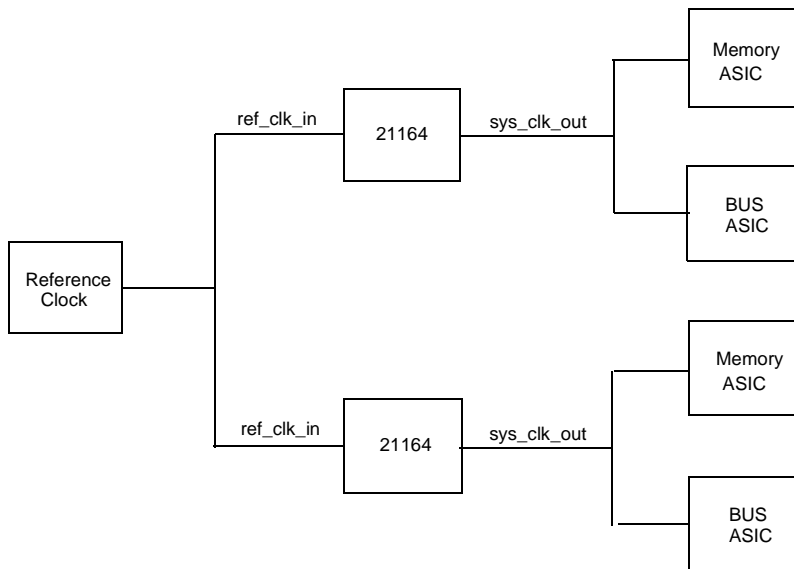 Memory
ASIC
ref_clk_in
21164
sys_clk_out
BUS
ASIC
Reference
Clock
Memory
ASIC
ref_clk_in
21164
sys_clk_out
BUS
ASIC